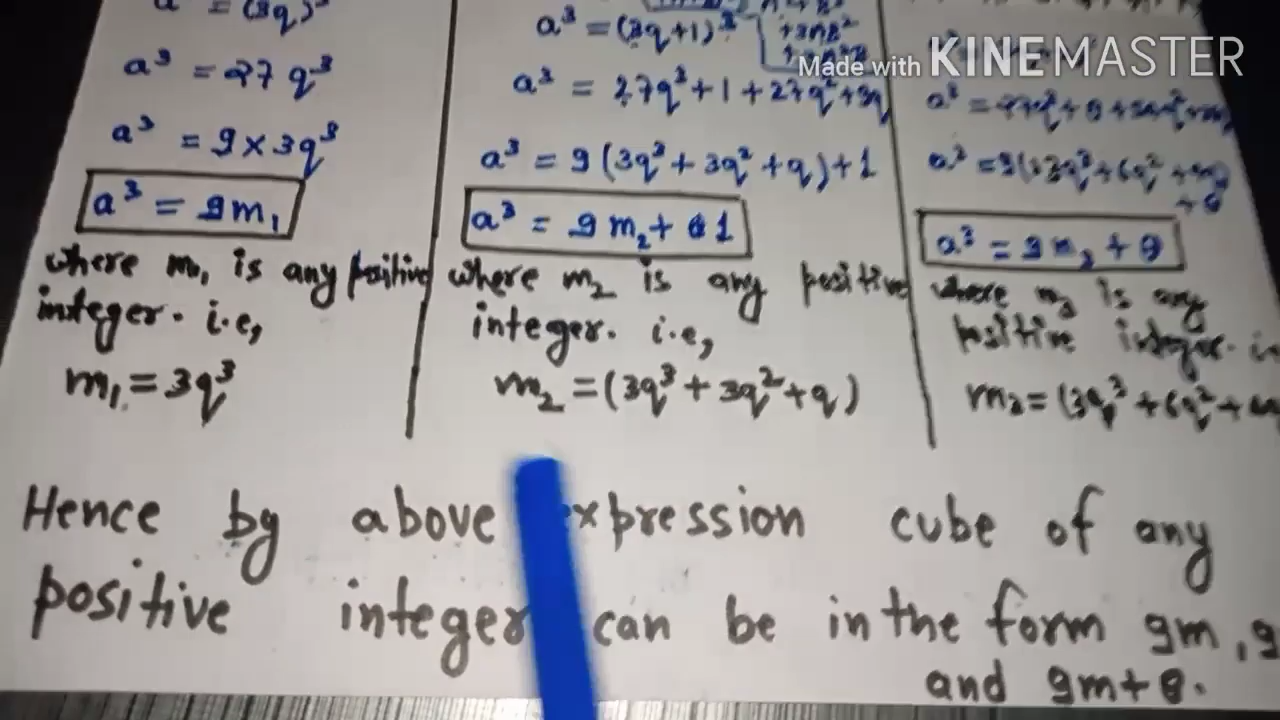 a³ = 27q³
a³ = 9×3q³
a³ = 9m₁
where m₁ is any positive
integer. i.e,
m₁ = 3q³
a³ = (3q+1)³
a³ = 27q³+1+27q²+9q
a³ = 9(3q³+3q²+q)+1
a³ = 9m₂+1
where m₂ is any positive
integer. i.e,
m₂ = (3q³+3q²+q)
Made with KINEMASTER
a³ = 9m₃+8
where m₃ is any
positive integer.
m₃ = (3q³+6q²+
Hence by above expression cube of any
positive integer can be in the form 9m, 9
and 9m+8.